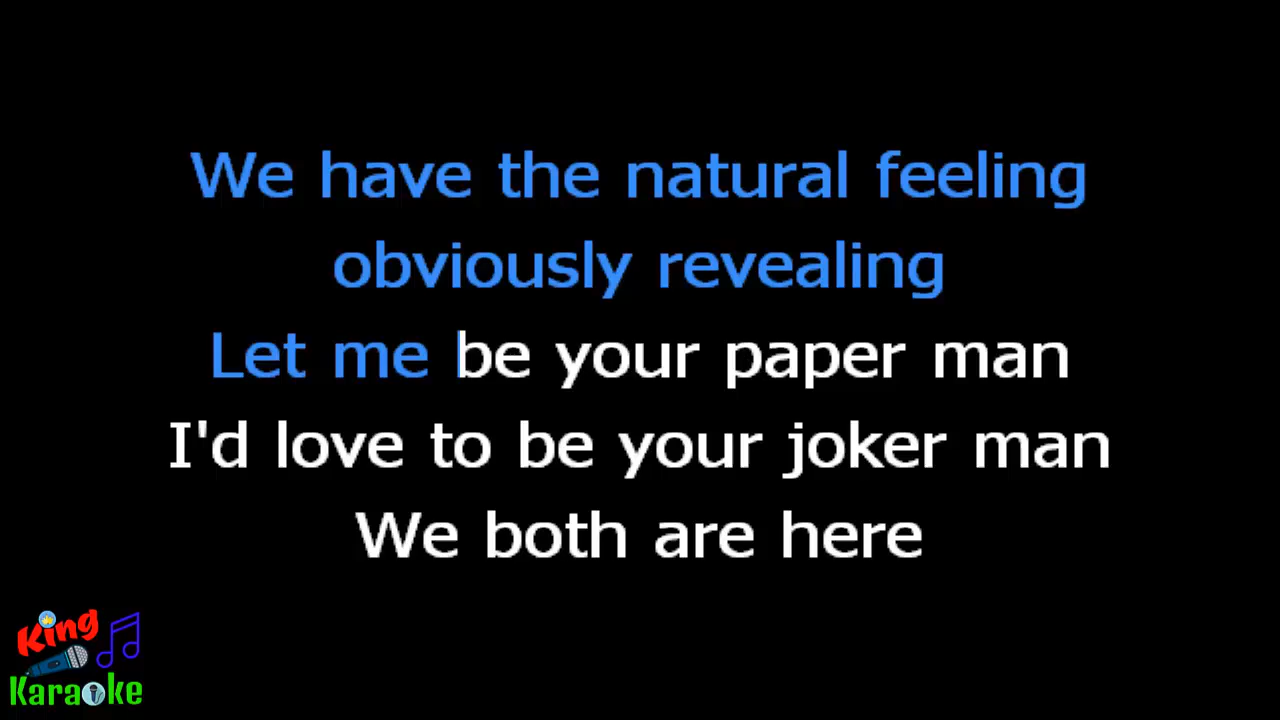 We have the natural feeling
obviously revealing
Let me be your paper man
I'd love to be your joker man
We both are here
King
Karaoke